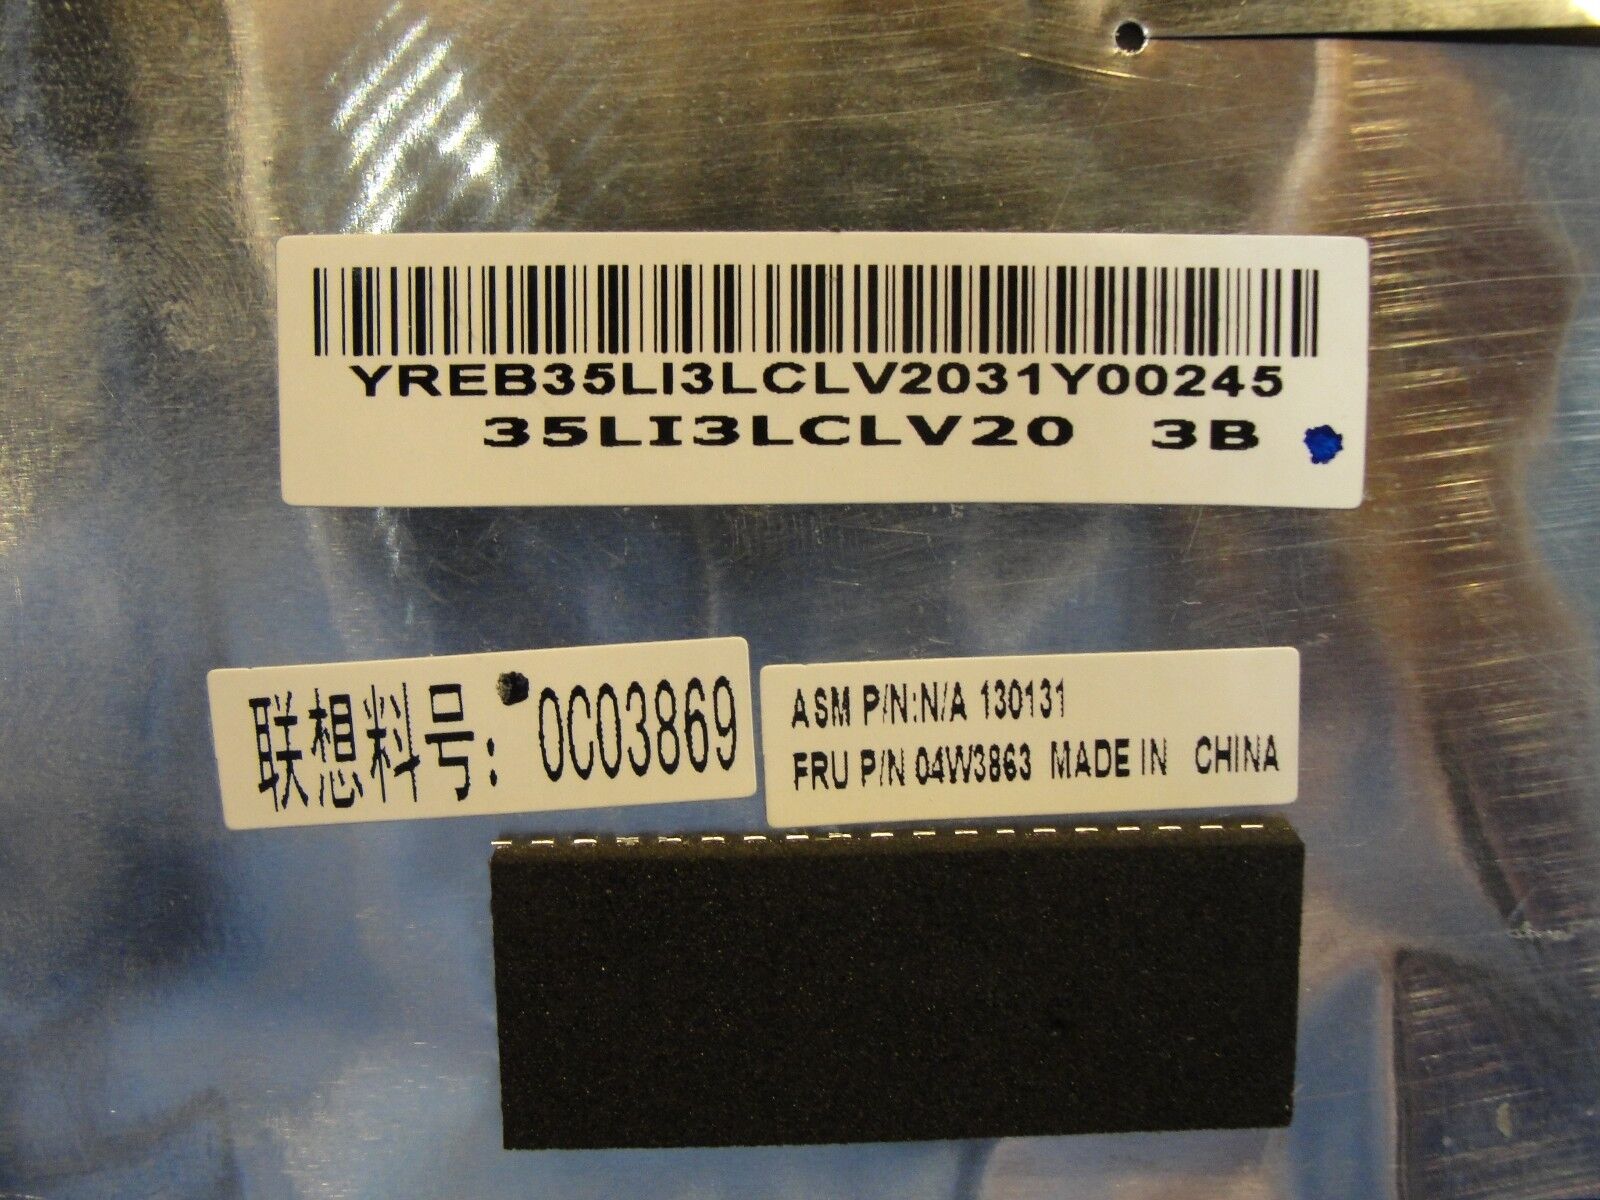 YREB35LI3LCLV2031Y00245
35LI3LCLV20 3B
联想料号: 0C03869
ASM P/N:N/A 130131
FRU P/N 04W3863 MADE IN CHINA